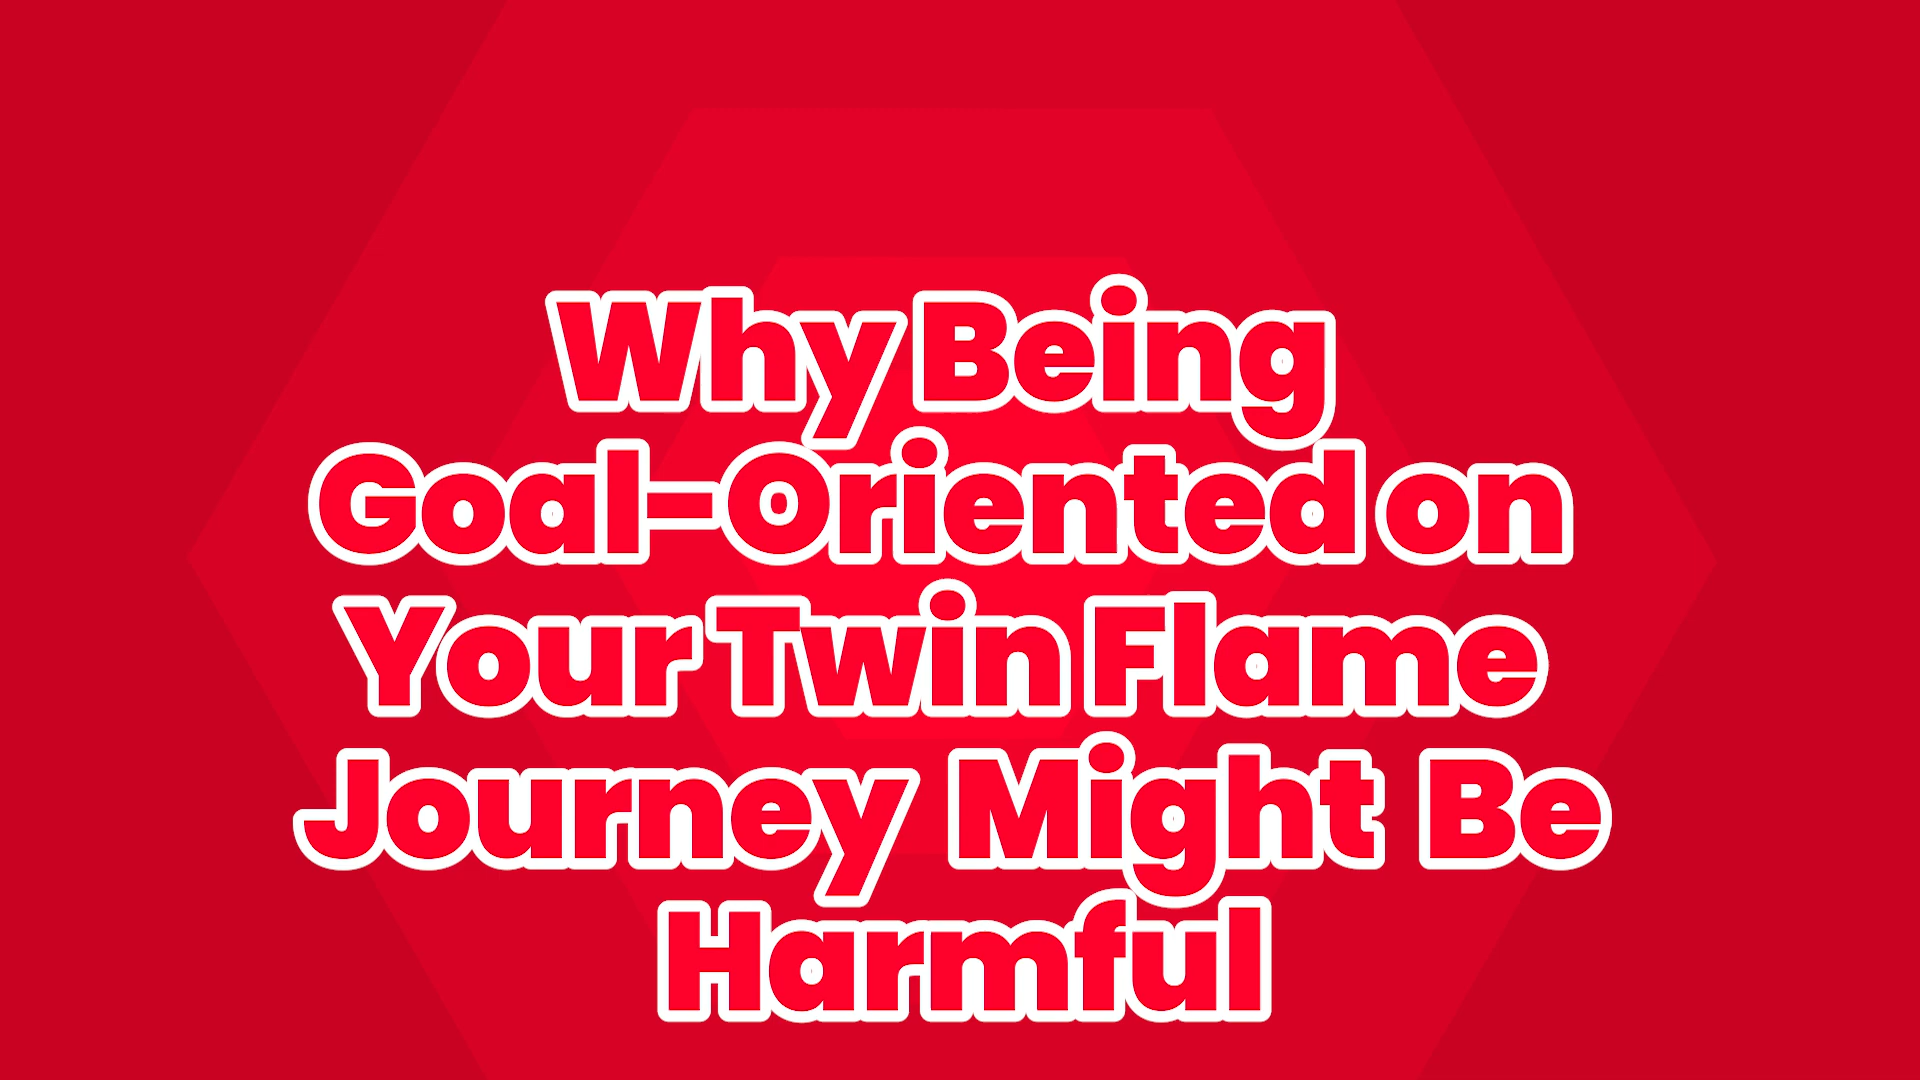 Why Being
Goal-Oriented on
Your Twin Flame
Journey Might Be
Harmful